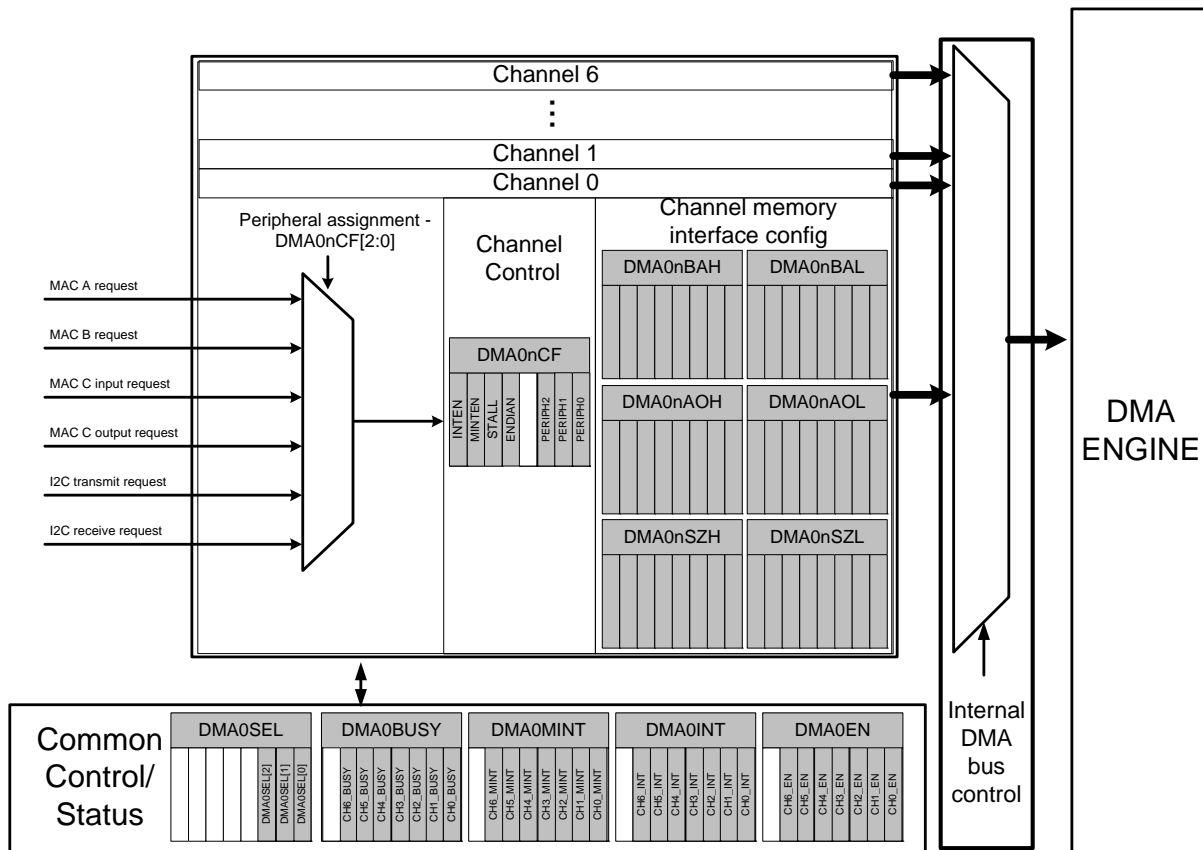 Channel 6
Channel 1
Channel 0
Peripheral assignment -
DMA0nCF[2:0]
Channel
Control
Channel memory
interface config
DMA0nBAH
DMA0nBAL
MAC A request
MAC B request
MAC C input request
MAC C output request
I2C transmit request
I2C receive request
DMA0nCF
INTEN
MINTEN
STALL
ENDIAN
PERIPH2
PERIPH1
PERIPH0
DMA0nAOH
DMA0nAOL
DMA0nSZH
DMA0nSZL
DMA
ENGINE
Internal
DMA
bus
control
Common
Control/
Status
DMA0SEL
DMA0SEL[2]
DMA0SEL[1]
DMA0SEL[0]
DMA0BUSY
CH6_BUSY
CH5_BUSY
CH4_BUSY
CH3_BUSY
CH2_BUSY
CH1_BUSY
CH0_BUSY
DMA0MINT
CH6_MINT
CH5_MINT
CH4_MINT
CH3_MINT
CH2_MINT
CH1_MINT
CH0_MINT
DMA0INT
CH6_INT
CH5_INT
CH4_INT
CH3_INT
CH2_INT
CH1_INT
CH0_INT
DMA0EN
CH6_EN
CH5_EN
CH4_EN
CH3_EN
CH2_EN
CH1_EN
CH0_EN